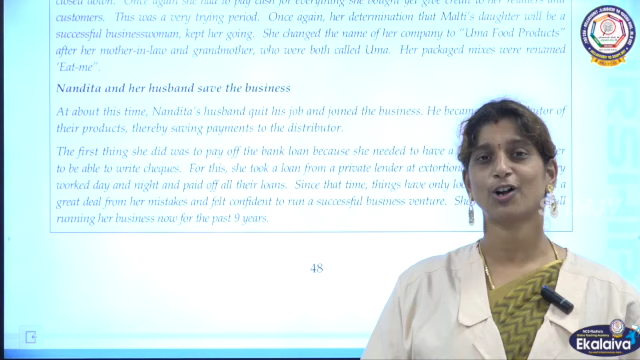 closed down. Once again she had to pay cash for everything she bought yet give credit to her retailers and
customers. This was a very trying period. Once again, her determination that Malti's daughter will be a
successful businesswoman, kept her going. She changed the name of her company to "Uma Food Products"
after her mother-in-law and grandmother, who were both called Uma. Her packaged mixes were renamed
'Eat-me".
Nandita and her husband save the business
At about this time, Nandita's husband quit his job and joined the business. He became utor of
their products, thereby saving payments to the distributor.
The first thing she did was to pay off the bank loan because she needed to have a er
to be able to write cheques. For this, she took a loan from a private lender at extortion y
worked day and night and paid off all their loans. Since that time, things have only loo a
great deal from her mistakes and felt confident to run a successful business venture. Sh ll
running her business now for the past 9 years.
48
Ekalaiva